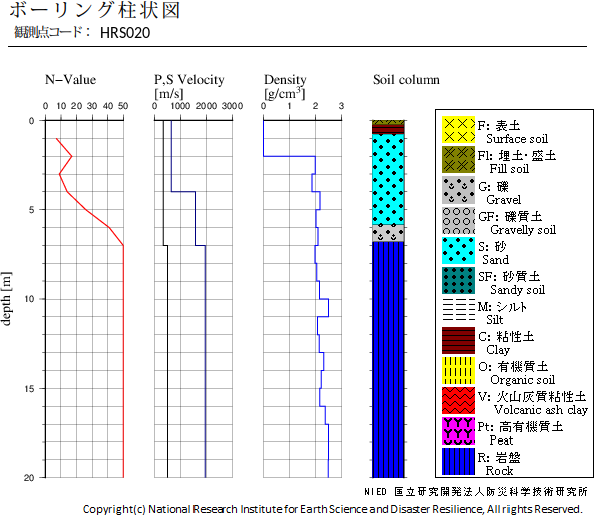 ボーリング柱状図
観測点コード： HRS020
N−Value
P,S Velocity
[m/s]
Density
[g/cm³]
Soil column
0 10 20 30 40 50
0 1000 2000 3000
0 1 2 3
depth [m]
0
5
10
15
20
F: 表土
Surface soil
Fl: 埋土・盛土
Fill soil
G: 礫
Gravel
GF: 礫質土
Gravelly soil
S: 砂
Sand
SF: 砂質土
Sandy soil
M: シルト
Silt
C: 粘性土
Clay
O: 有機質土
Organic soil
V: 火山灰質粘性土
Volcanic ash clay
Pt: 高有機質土
Peat
R: 岩盤
Rock
NIED 国立研究開発法人防災科学技術研究所
Copyright(c) National Research Institute for Earth Science and Disaster Resilience, All rights Reserved.